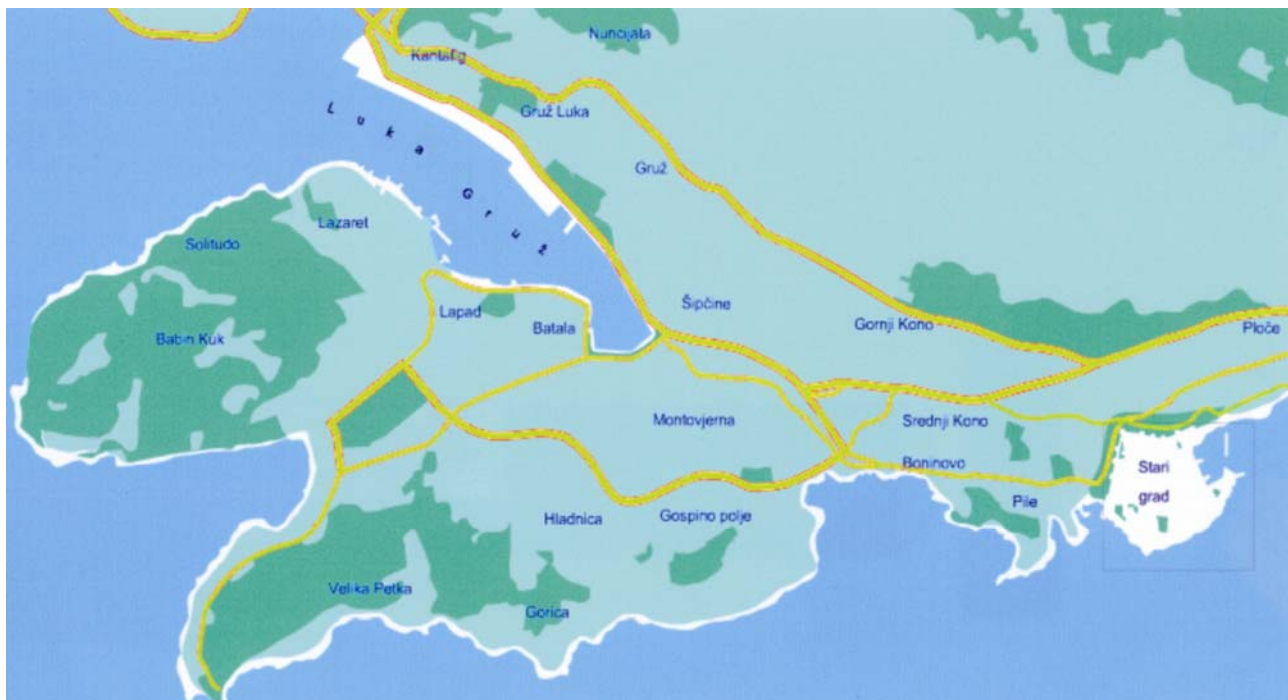 Nuncijata
Kantafig
Gruž Luka
Luka Gruž
Gruž
Lazaret
Solitudo
Šipčine
Lapad
Batala
Gornji Kono
Ploče
Babin Kuk
Montovjerna
Srednji Kono
Boninovo
Stari
grad
Pile
Hladnica
Gospino polje
Velika Petka
Gorica